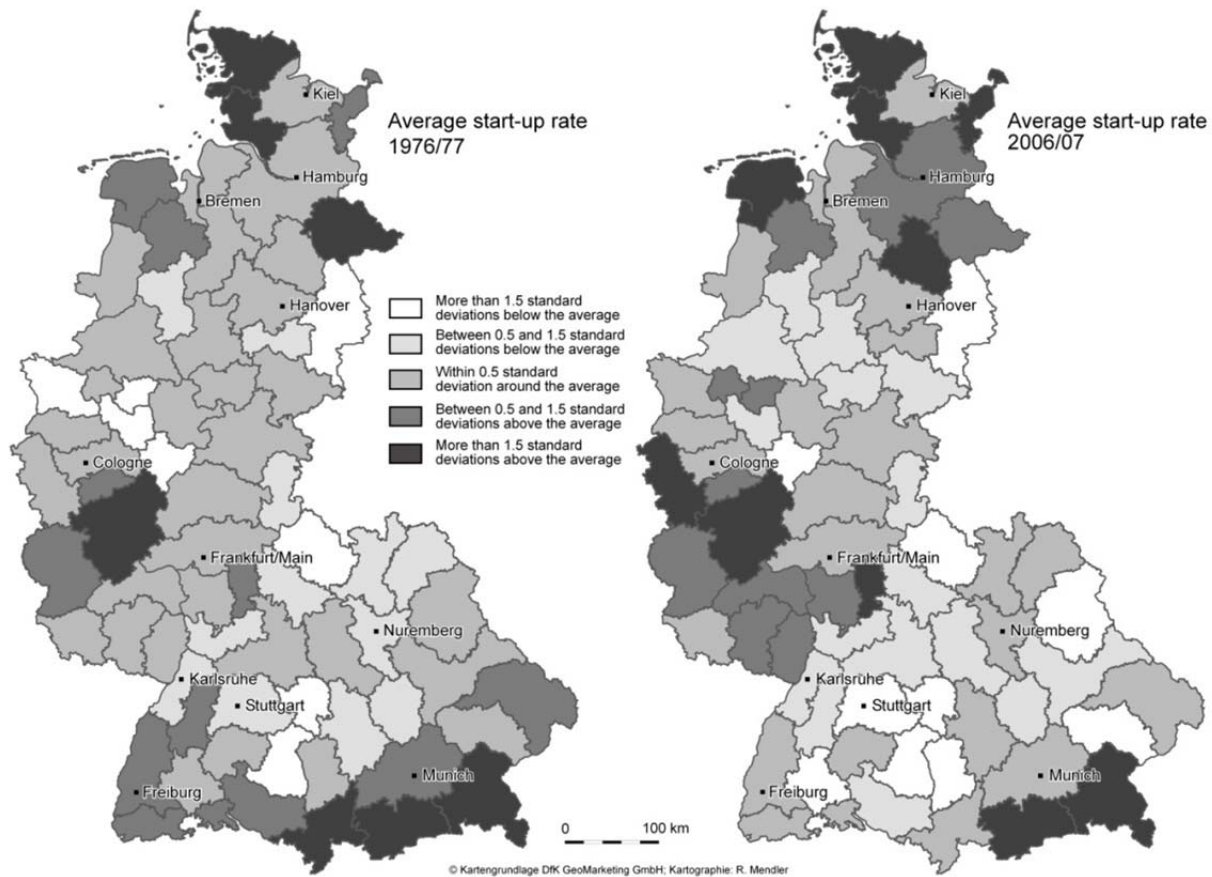 Kiel
Average start-up rate
1976/77
Hamburg
Bremen
Hanover
Cologne
Frankfurt/Main
Nuremberg
Karlsruhe
Stuttgart
Munich
Freiburg
More than 1.5 standard
deviations below the average
Between 0.5 and 1.5 standard
deviations below the average
Within 0.5 standard
deviation around the average
Between 0.5 and 1.5 standard
deviations above the average
More than 1.5 standard
deviations above the average
Kiel
Average start-up rate
2006/07
Hamburg
Bremen
Hanover
Cologne
Frankfurt/Main
Nuremberg
Karlsruhe
Stuttgart
Munich
Freiburg
0 100 km
© Kartengrundlage DfK GeoMarketing GmbH; Kartographie: R. Mendler